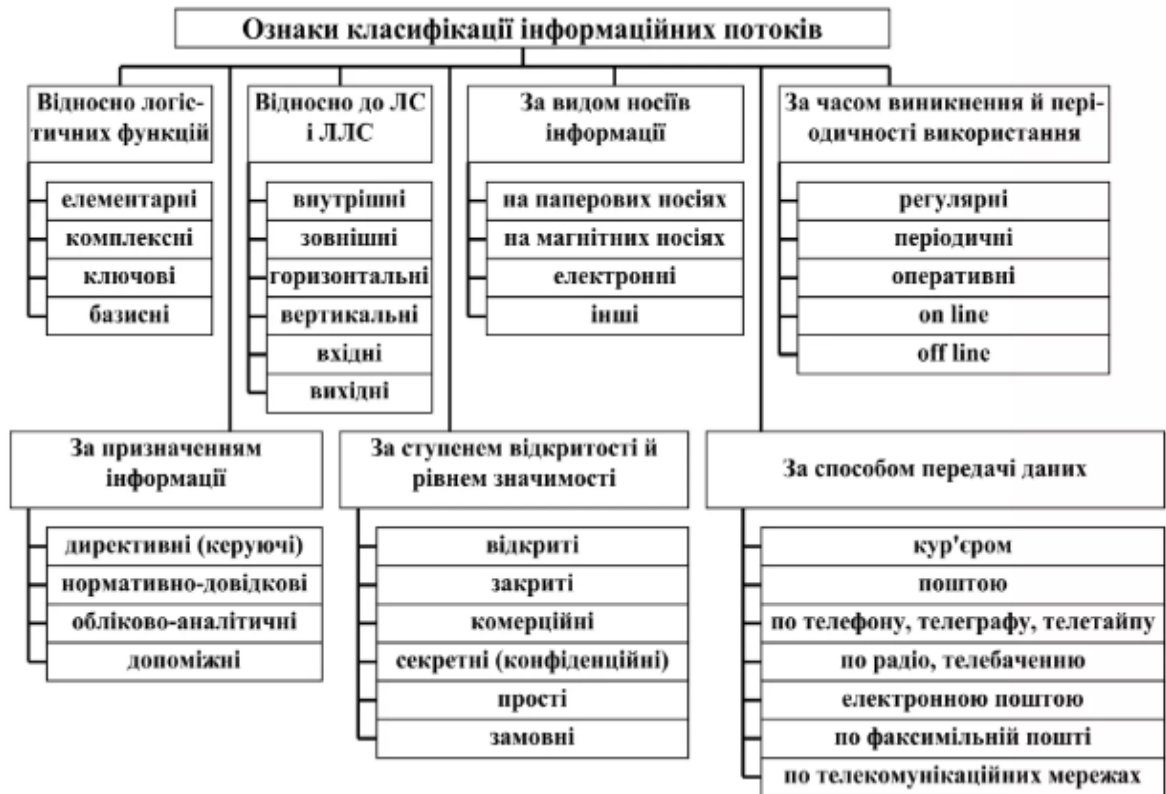 Ознаки класифікації інформаційних потоків
Відносно логіс-
тичних функцій
елементарні
комплексні
ключові
базисні
Відносно до ЛС
і ЛЛС
внутрішні
зовнішні
горизонтальні
вертикальні
вхідні
вихідні
За видом носіїв
інформації
на паперових носіях
на магнітних носіях
електронні
інші
За часом виникнення й пері-
одичності використання
регулярні
періодичні
оперативні
on line
off line
За призначенням
інформації
директивні (керуючі)
нормативно-довідкові
обліково-аналітичні
допоміжні
За ступенем відкритості й
рівнем значимості
відкриті
закриті
комерційні
секретні (конфіденційні)
прості
замовні
За способом передачі даних
кур'єром
поштою
по телефону, телеграфу, телетайпу
по радіо, телебаченню
електронною поштою
по факсимільній пошті
по телекомунікаційних мережах